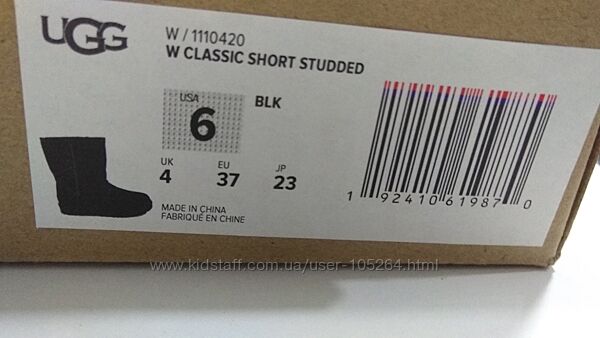 UGG
W / 1110420
W CLASSIC SHORT STUDDED
USA
6
BLK
UK EU JP
4 37 23
MADE IN CHINA
FABRIQUÉ EN CHINE
1 92410 61987 0
www.kidstaff.com.ua/user-105264.html